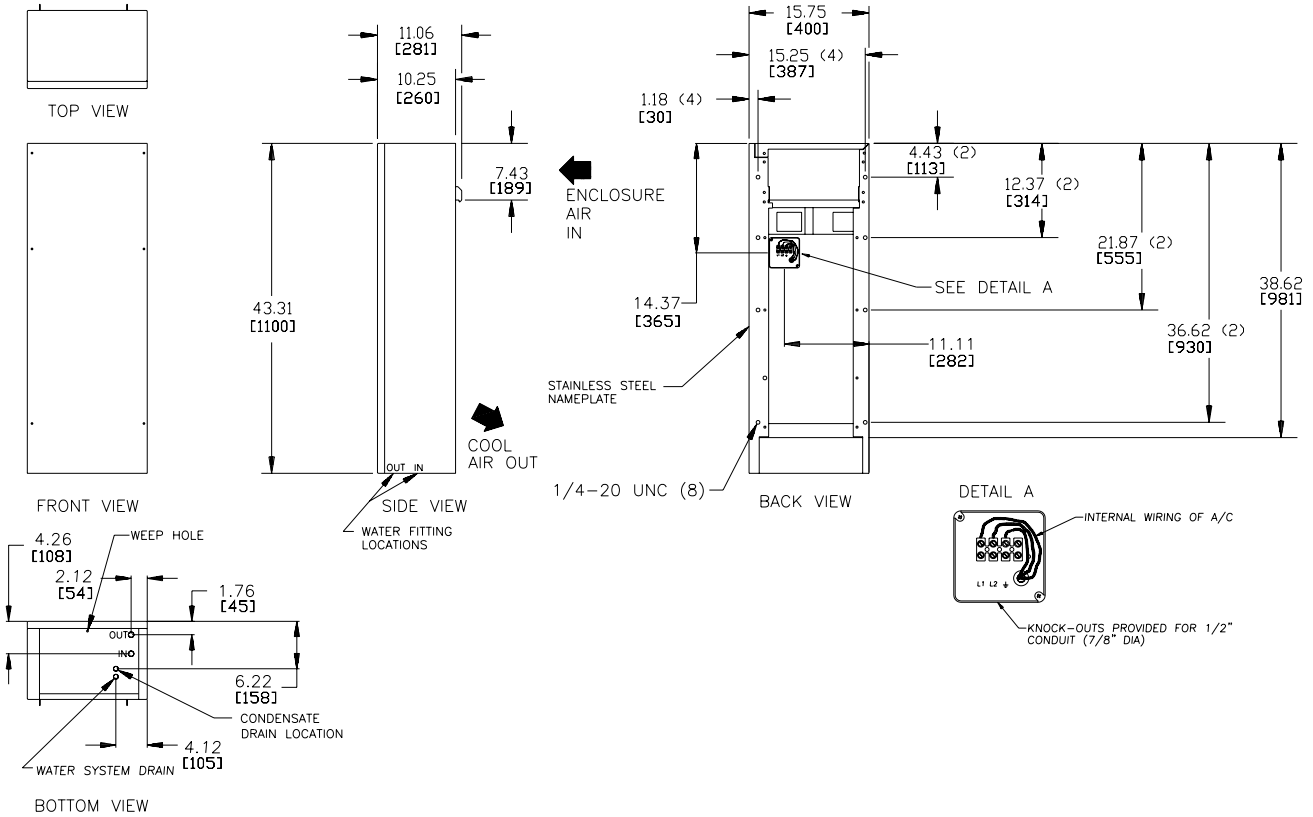 TOP VIEW
11.06
[281]
10.25
[260]
7.43
[189]
ENCLOSURE
AIR
IN
43.31
[1100]
COOL
AIR OUT
OUT IN
FRONT VIEW
SIDE VIEW
WATER FITTING
LOCATIONS
15.75
[400]
15.25 (4)
[387]
1.18 (4)
[30]
4.43 (2)
[113]
12.37 (2)
[314]
21.87 (2)
[555]
38.62
[981]
36.62 (2)
[930]
SEE DETAIL A
14.37
[365]
11.11
[282]
STAINLESS STEEL
NAMEPLATE
1/4-20 UNC (8)
BACK VIEW
DETAIL A
INTERNAL WIRING OF A/C
L1 L2
KNOCK-OUTS PROVIDED FOR 1/2"
CONDUIT (7/8" DIA)
4.26
[108]
WEEP HOLE
2.12
[54]
1.76
[45]
OUT
IN
6.22
[158]
CONDENSATE
DRAIN LOCATION
4.12
[105]
WATER SYSTEM DRAIN
BOTTOM VIEW